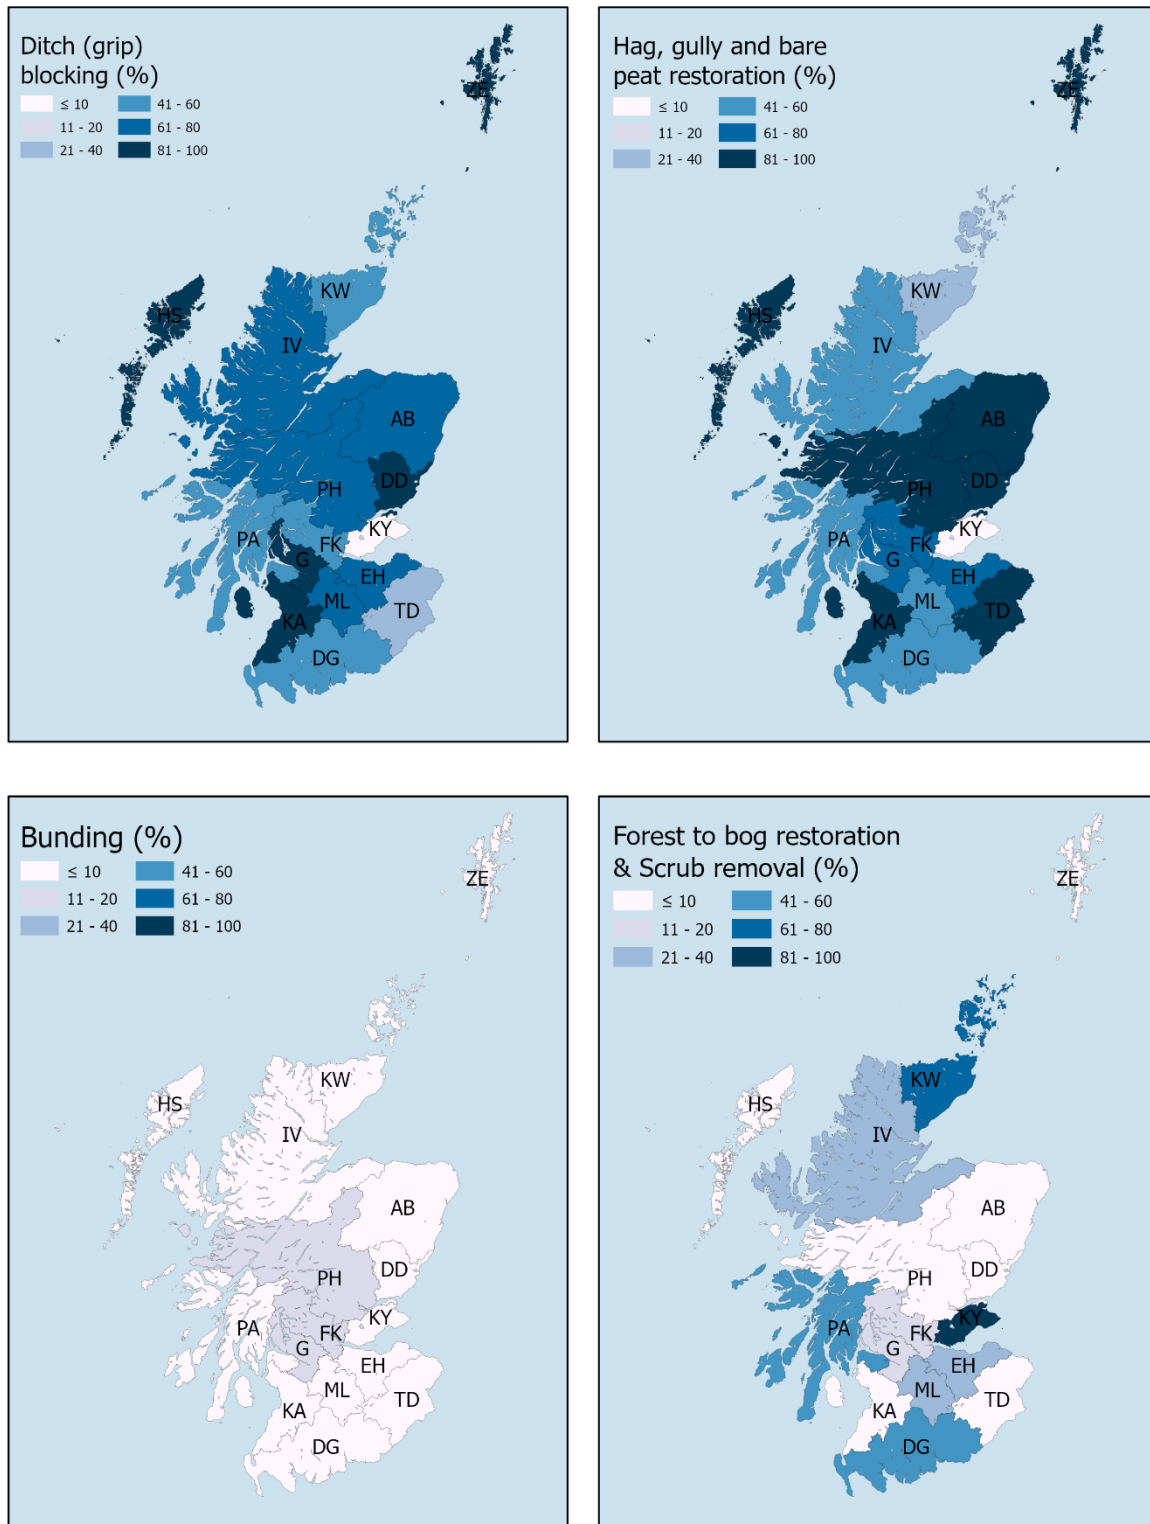 Ditch (grip)
blocking (%)
≤ 10 41 - 60
11 - 20 61 - 80
21 - 40 81 - 100
ZE
KW
HS
IV
AB
DD
PH
KY
PA
FK
G
EH
ML
TD
KA
DG
Hag, gully and bare
peat restoration (%)
≤ 10 41 - 60
11 - 20 61 - 80
21 - 40 81 - 100
ZE
KW
HS
IV
AB
DD
PH
KY
PA
FK
G
EH
ML
TD
KA
DG
Bunding (%)
≤ 10 41 - 60
11 - 20 61 - 80
21 - 40 81 - 100
ZE
KW
HS
IV
AB
DD
PH
KY
PA
FK
G
EH
ML
TD
KA
DG
Forest to bog restoration
& Scrub removal (%)
≤ 10 41 - 60
11 - 20 61 - 80
21 - 40 81 - 100
ZE
KW
HS
IV
AB
DD
PH
KY
PA
FK
G
EH
ML
TD
KA
DG